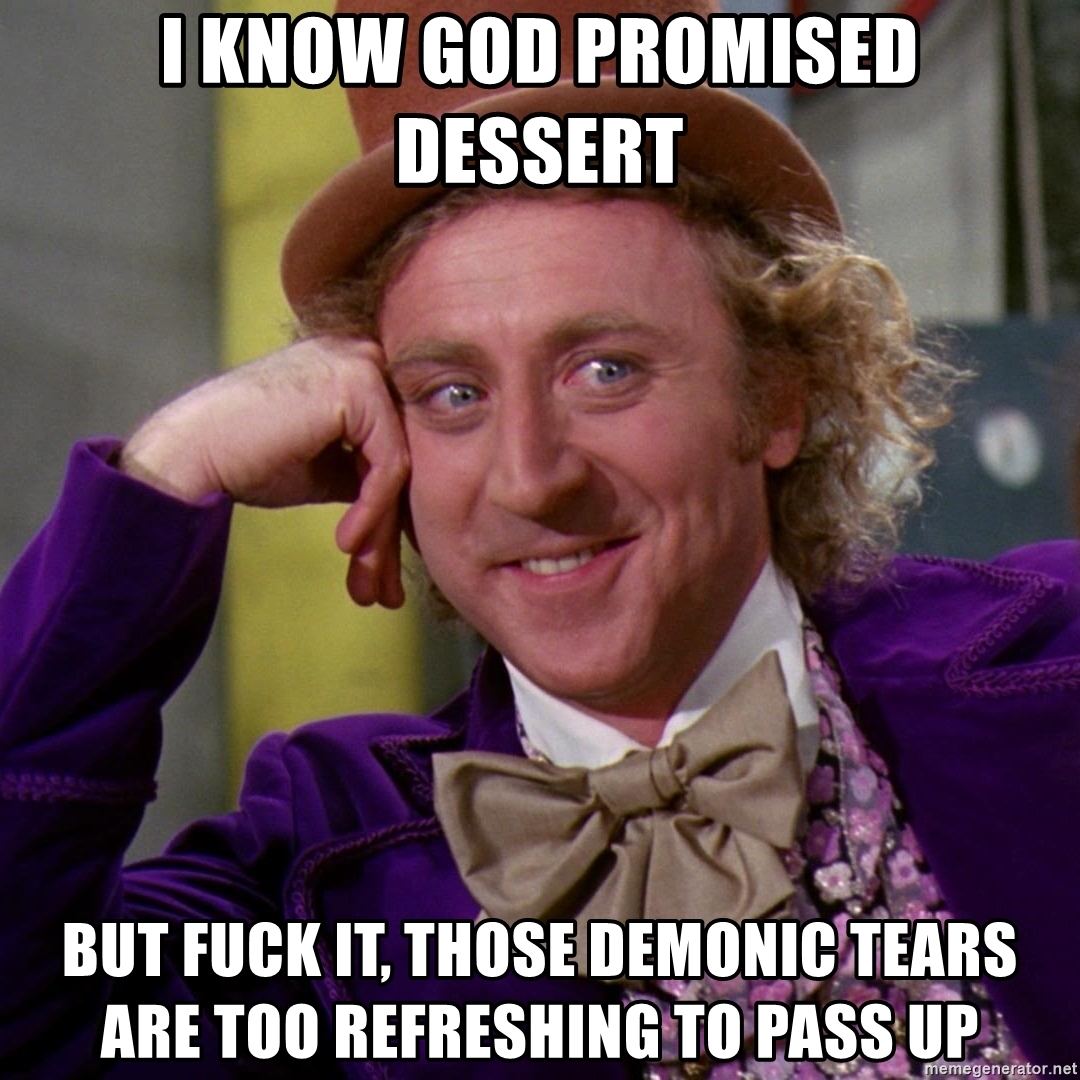 I KNOW GOD PROMISED
DESSERT
BUT FUCK IT, THOSE DEMONIC TEARS
ARE TOO REFRESHING TO PASS UP
memegenerator.net